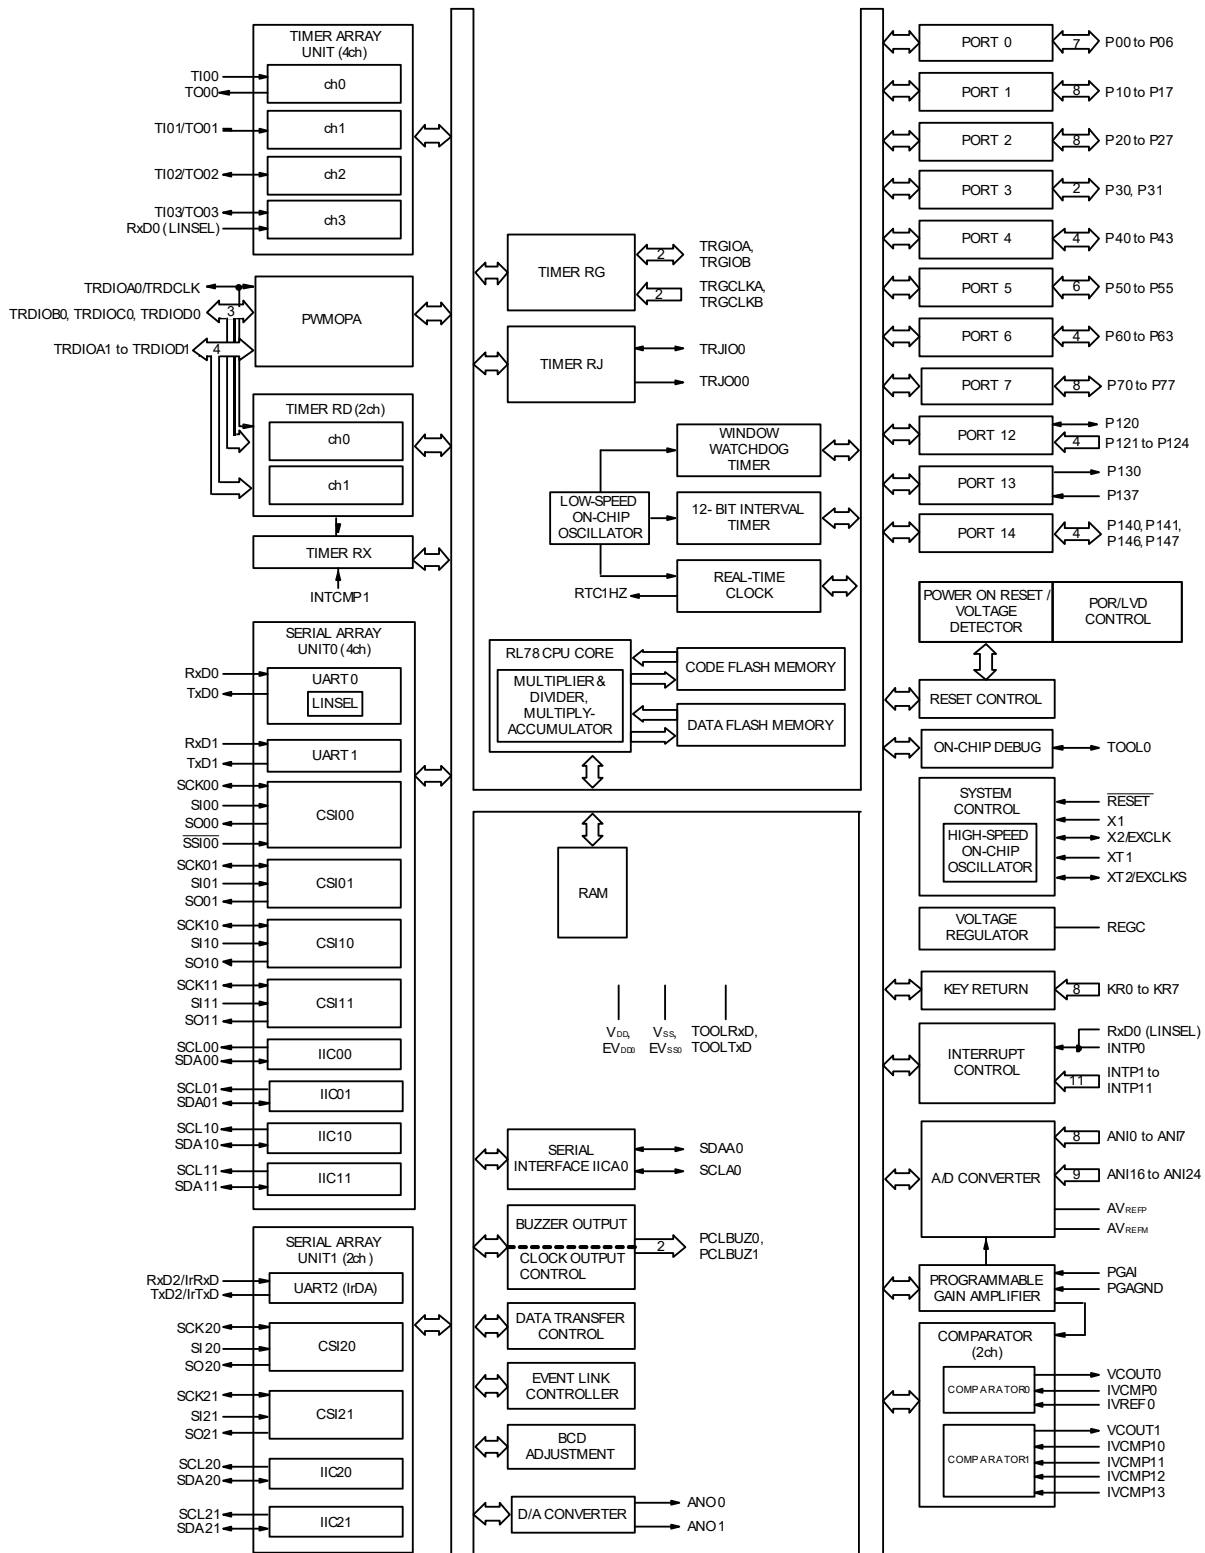 TIMER ARRAY
UNIT (4ch)
TI00
TO00
ch0
TI01/TO01
ch1
TI02/TO02
ch2
TI03/TO03
RxD0 (LINSEL)
ch3
TRDIOA0/TRDCLK
TRDIOB0, TRDIOC0, TRDIOD0
3
TRDIOA1 to TRDIOD1
4
PWMOPA
TIMER RD (2ch)
ch0
ch1
TIMER RX
INTCMP1
SERIAL ARRAY
UNIT0 (4ch)
RxD0
TxD0
UART0
LINSEL
RxD1
TxD1
UART1
SCK00
SI00
SO00
SSI00
CSI00
SCK01
SI01
SO01
CSI01
SCK10
SI10
SO10
CSI10
SCK11
SI11
SO11
CSI11
SCL00
SDA00
IIC00
SCL01
SDA01
IIC01
SCL10
SDA10
IIC10
SCL11
SDA11
IIC11
SERIAL ARRAY
UNIT1 (2ch)
RxD2/IrRxD
TxD2/IrTxD
UART2 (IrDA)
SCK20
SI20
SO20
CSI20
SCK21
SI21
SO21
CSI21
SCL20
SDA20
IIC20
SCL21
SDA21
IIC21
TIMER RG
2
TRGIOA,
TRGIOB
2
TRGCLKA,
TRGCLKB
TIMER RJ
TRJIO0
TRJO00
WINDOW
WATCHDOG
TIMER
LOW-SPEED
ON-CHIP
OSCILLATOR
12- BIT INTERVAL
TIMER
RTC1HZ
REAL-TIME
CLOCK
RL78 CPU CORE
MULTIPLIER &
DIVIDER,
MULTIPLY-
ACCUMULATOR
CODE FLASH MEMORY
DATA FLASH MEMORY
RAM
VDD,
EVDD0
VSS,
EVSS0
TOOLRxD,
TOOLTxD
SERIAL
INTERFACE IICA0
SDAA0
SCLA0
BUZZER OUTPUT
CLOCK OUTPUT
CONTROL
2
PCLBUZ0,
PCLBUZ1
DATA TRANSFER
CONTROL
EVENT LINK
CONTROLLER
BCD
ADJUSTMENT
D/A CONVERTER
ANO0
ANO1
PORT 0
7
P00 to P06
PORT 1
8
P10 to P17
PORT 2
8
P20 to P27
PORT 3
2
P30, P31
PORT 4
4
P40 to P43
PORT 5
6
P50 to P55
PORT 6
4
P60 to P63
PORT 7
8
P70 to P77
PORT 12
P120
4
P121 to P124
PORT 13
P130
P137
PORT 14
4
P140, P141,
P146, P147
POWER ON RESET /
VOLTAGE
DETECTOR
POR/LVD
CONTROL
RESET CONTROL
ON-CHIP DEBUG
TOOL0
SYSTEM
CONTROL
HIGH-SPEED
ON-CHIP
OSCILLATOR
RESET
X1
X2/EXCLK
XT1
XT2/EXCLKS
VOLTAGE
REGULATOR
REGC
KEY RETURN
8
KR0 to KR7
INTERRUPT
CONTROL
RxD0 (LINSEL)
INTP0
11
INTP1 to
INTP11
A/D CONVERTER
8
ANI0 to ANI7
9
ANI16 to ANI24
AVREFP
AVREFM
PROGRAMMABLE
GAIN AMPLIFIER
PGAI
PGAGND
COMPARATOR
(2ch)
COMPARATOR0
VCOUT0
IVCMP0
IVREF0
COMPARATOR1
VCOUT1
IVCMP10
IVCMP11
IVCMP12
IVCMP13